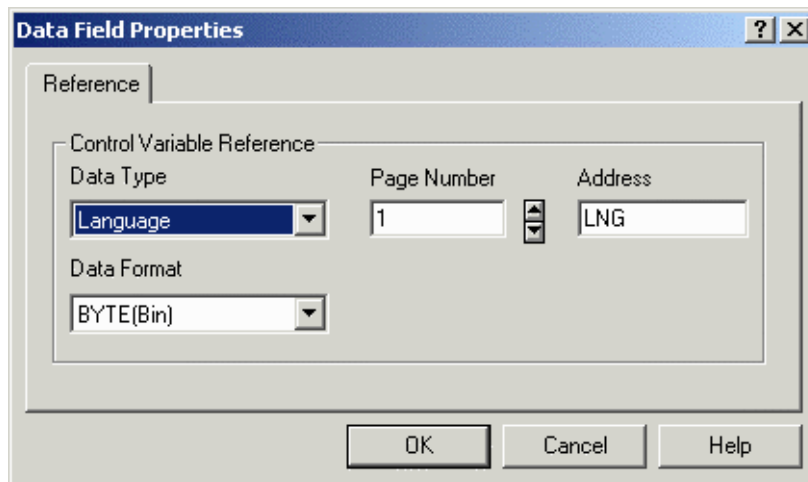 Data Field Properties
Reference
Control Variable Reference
Data Type Page Number Address
Language 1 LNG
Data Format
BYTE(Bin)
OK Cancel Help